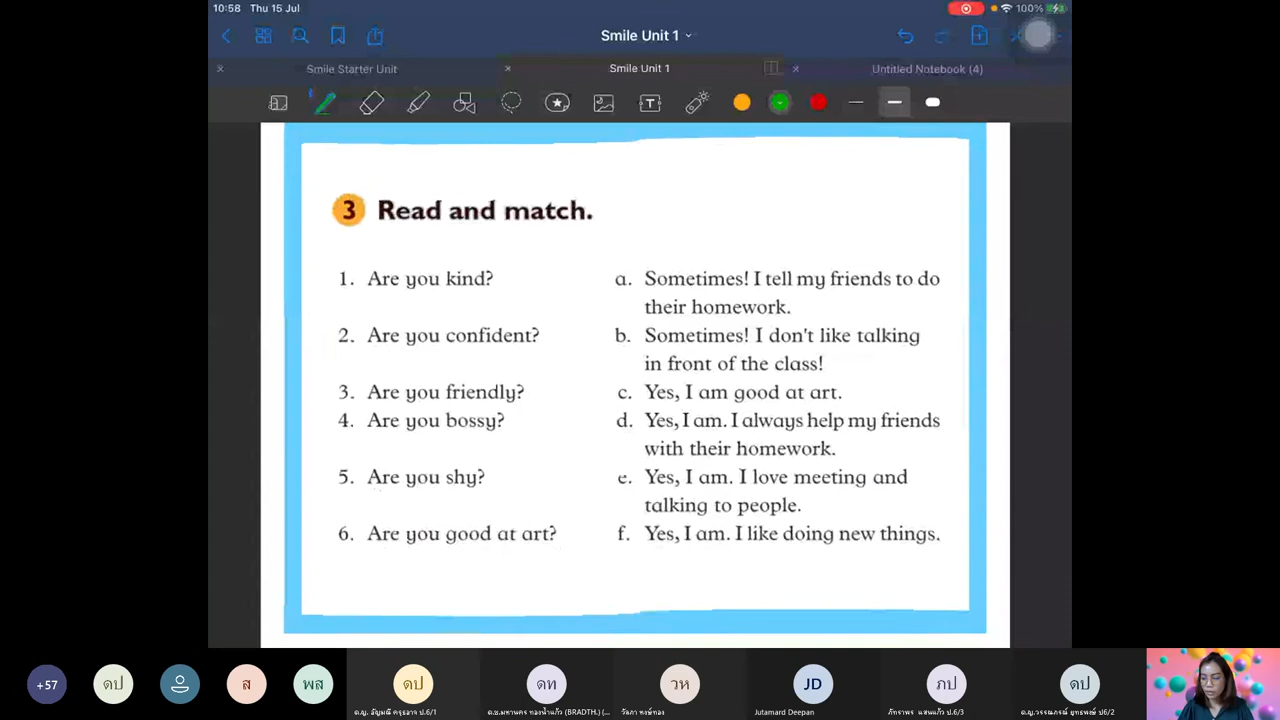 10:58 Thu 15 Jul
100%
Smile Unit 1
Smile Starter Unit
Smile Unit 1
Untitled Notebook (4)
3 Read and match.
1. Are you kind?
a. Sometimes! I tell my friends to do
their homework.
2. Are you confident?
b. Sometimes! I don't like talking
in front of the class!
3. Are you friendly?
c. Yes, I am good at art.
4. Are you bossy?
d. Yes, I am. I always help my friends
with their homework.
5. Are you shy?
e. Yes, I am. I love meeting and
talking to people.
6. Are you good at art?
f. Yes, I am. I like doing new things.
+57
ดป
ส
พส
ดป
ดท
วห
JD
ภป
ดป
Jutamard Deepan